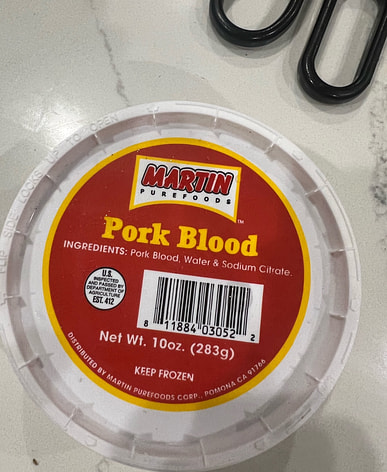 MARTIN
PUREFOODS
™
Pork Blood
INGREDIENTS: Pork Blood, Water & Sodium Citrate.
U.S.
INSPECTED
AND PASSED BY
DEPARTMENT OF
AGRICULTURE
EST. 412
8 11884 03052 2
Net Wt. 10oz. (283g)
KEEP FROZEN
DISTRIBUTED BY MARTIN PUREFOODS CORP., POMONA CA 91766